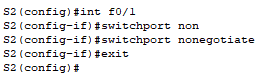 S2(config)#int f0/1
S2(config-if)#switchport non
S2(config-if)#switchport nonegotiate
S2(config-if)#exit
S2(config)#